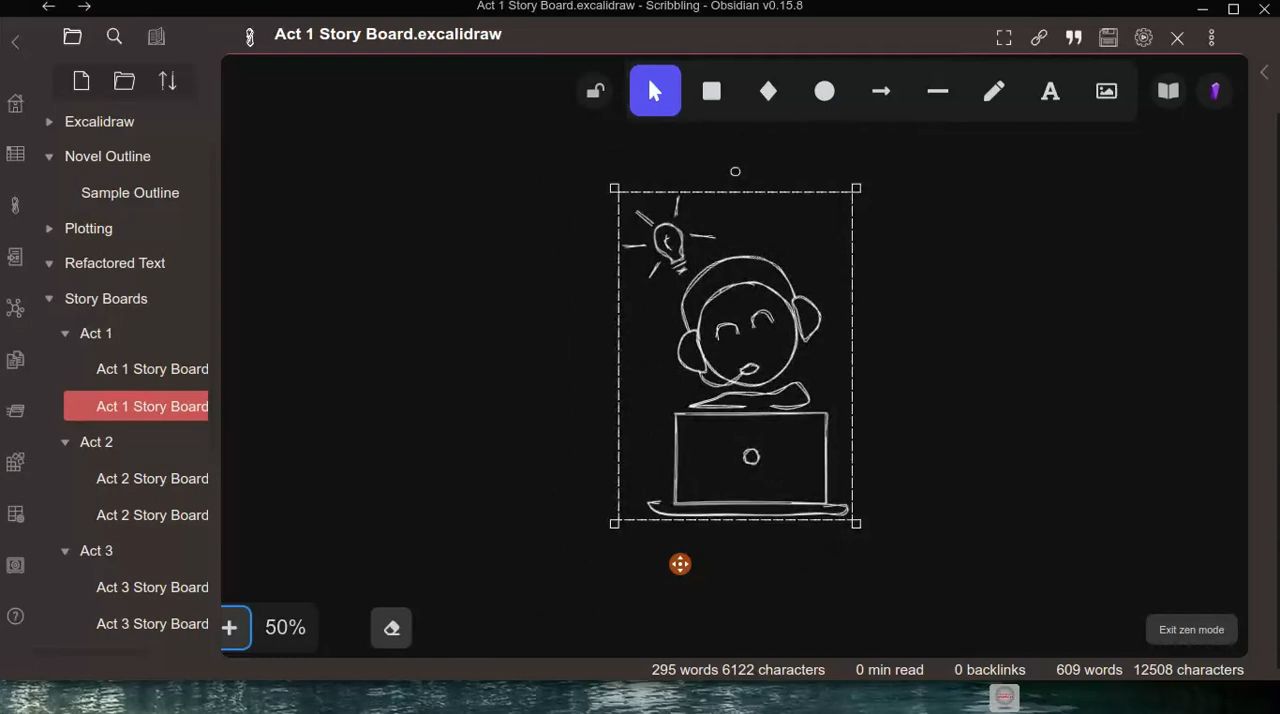 Act 1 Story Board.excalidraw - Scribbling - Obsidian v0.15.8
Act 1 Story Board.excalidraw
Excalidraw
Novel Outline
Sample Outline
Plotting
Refactored Text
Story Boards
Act 1
Act 1 Story Board
Act 1 Story Board
Act 2
Act 2 Story Board
Act 2 Story Board
Act 3
Act 3 Story Board
Act 3 Story Board
A
50%
Exit zen mode
295 words 6122 characters 0 min read 0 backlinks 609 words 12508 characters